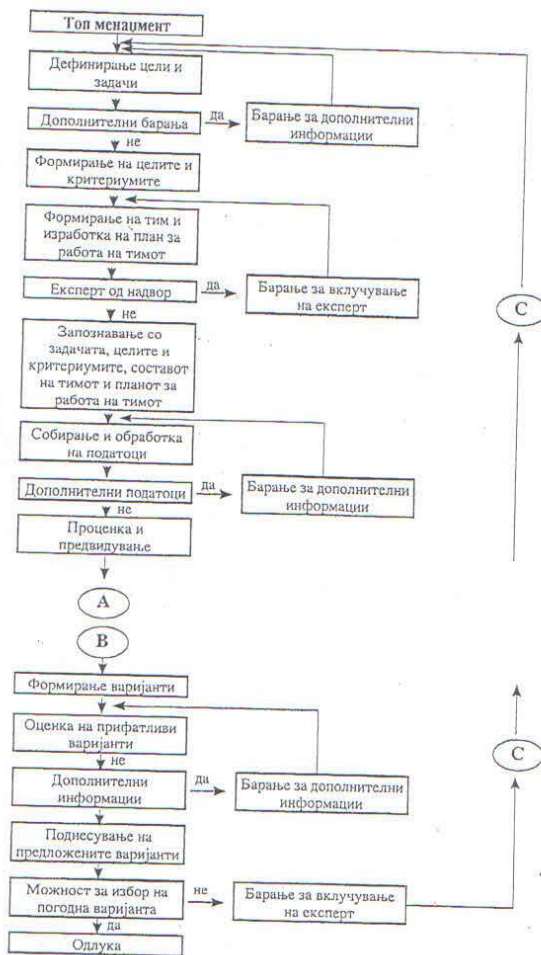 Топ менаџмент
Дефинирање цели и
задачи
Дополнителни барања
да
Барање за дополнителни
информации
не
Формирање на целите и
критериумите
Формирање на тим и
изработка на план за
работа на тимот
Експерт од надвор
да
Барање за вклучување
на експерт
C
не
Запознавање со
задачата, целите и
критериумите, составот
на тимот и планот за
работа на тимот
Собирање и обработка
на податоци
Дополнителни податоци
да
Барање за дополнителни
информации
не
Проценка и
предвидување
A
B
Формирање варијанти
Оценка на прифатливи
варијанти
не
Дополнителни
информации
да
Барање за дополнителни
информации
C
Поднесување на
предложените варијанти
Можност за избор на
погодна варијанта
не
Барање за вклучување
на експерт
да
Одлука